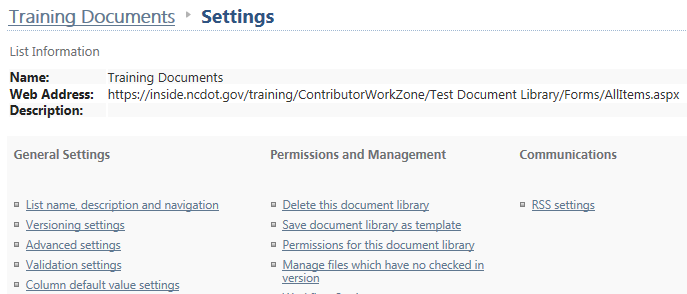 Training Documents ▸ Settings
List Information
Name: Training Documents
Web Address: https://inside.ncdot.gov/training/ContributorWorkZone/Test Document Library/Forms/AllItems.aspx
Description:
General Settings
List name, description and navigation
Versioning settings
Advanced settings
Validation settings
Column default value settings
Permissions and Management
Delete this document library
Save document library as template
Permissions for this document library
Manage files which have no checked in
version
Communications
RSS settings